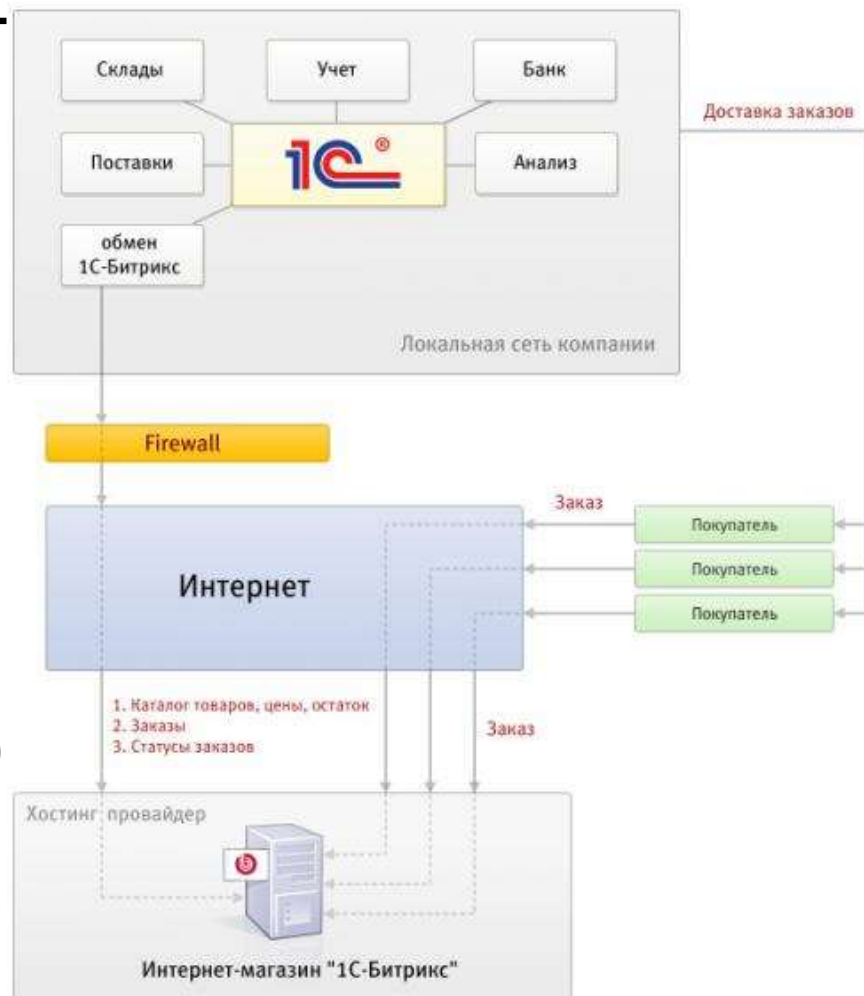 Склады
Учет
Банк
Доставка заказов
Поставки
1С®
Анализ
обмен
1С-Битрикс
Локальная сеть компании
Firewall
Заказ
Покупатель
Интернет
Покупатель
Покупатель
1. Каталог товаров, цены, остаток
2. Заказы
3. Статусы заказов
Заказ
Хостинг провайдер
Интернет-магазин "1С-Битрикс"